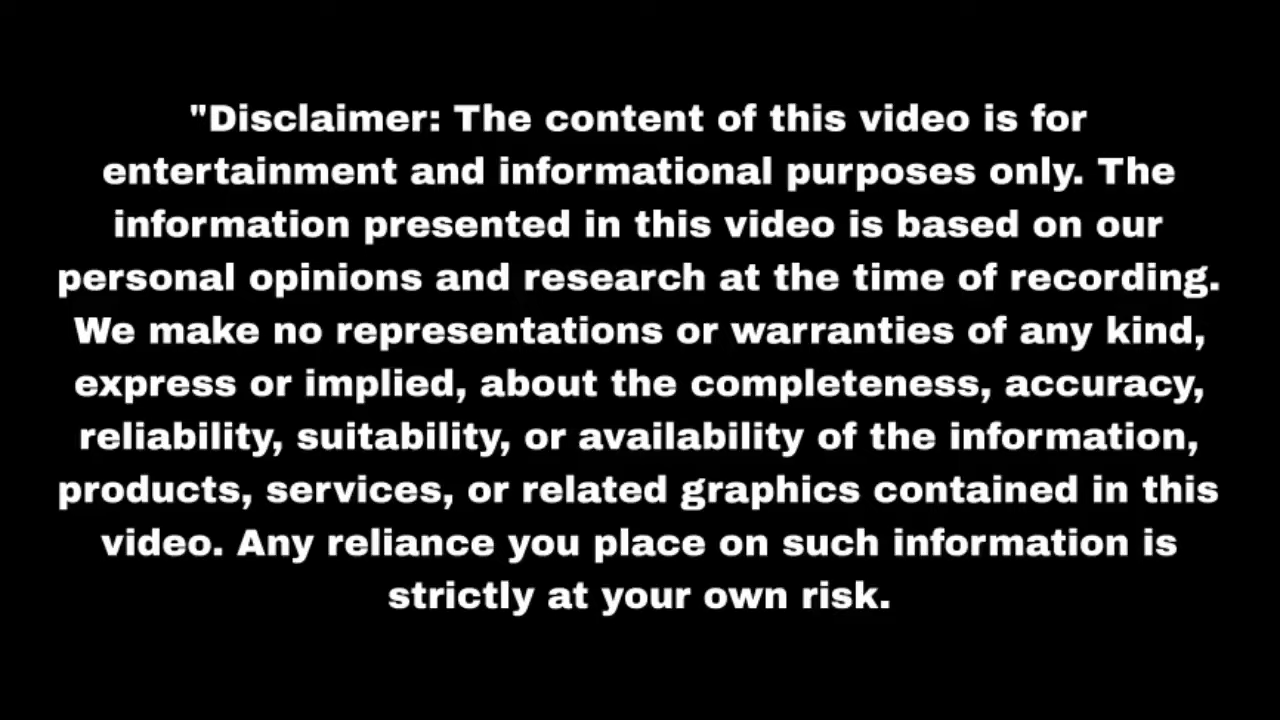 "Disclaimer: The content of this video is for
entertainment and informational purposes only. The
information presented in this video is based on our
personal opinions and research at the time of recording.
We make no representations or warranties of any kind,
express or implied, about the completeness, accuracy,
reliability, suitability, or availability of the information,
products, services, or related graphics contained in this
video. Any reliance you place on such information is
strictly at your own risk.